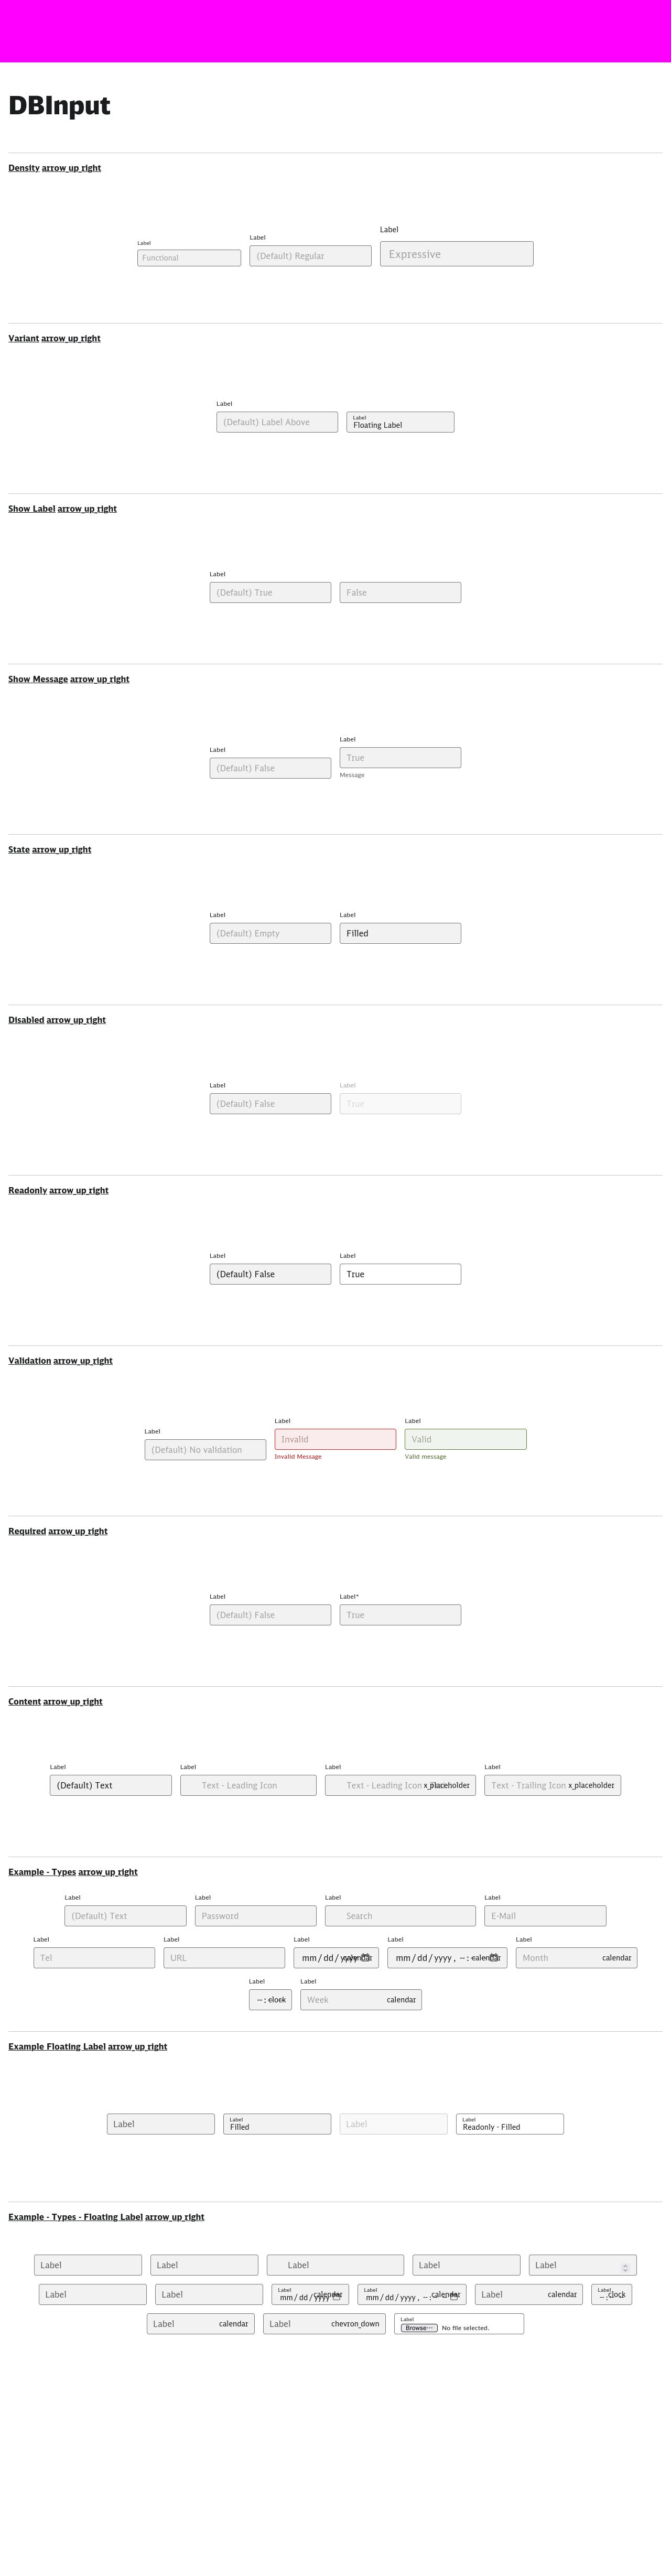 DBInput
Density arrow_up_right
Label Label Label
Functional (Default) Regular Expressive
Variant arrow_up_right
Label Label
(Default) Label Above Floating Label
Show Label arrow_up_right
Label
(Default) True False
Show Message arrow_up_right
Label Label
(Default) False True
Message
State arrow_up_right
Label Label
(Default) Empty Filled
Disabled arrow_up_right
Label Label
(Default) False True
Readonly arrow_up_right
Label Label
(Default) False True
Validation arrow_up_right
Label Label Label
(Default) No validation Invalid Valid
Invalid Message Valid message
Required arrow_up_right
Label Label*
(Default) False True
Content arrow_up_right
Label Label Label Label
(Default) Text Text - Leading Icon Text - Leading Icon x_placeholder Text - Trailing Icon x_placeholder
Example - Types arrow_up_right
Label Label Label Label
(Default) Text Password Search E-Mail
Label Label Label Label Label
Tel URL mm/dd/yyyy calendar mm/dd/yyyy, --:-- calendar Month calendar
Label Label
--: clock Week calendar
Example Floating Label arrow_up_right
Label Label Filled Label Label Readonly - Filled
Example - Types - Floating Label arrow_up_right
Label Label Label Label Label
Label Label Label mm/dd/yyyy calendar Label mm/dd/yyyy, --:-- calendar Label calendar Label --:-- clock
Label calendar Label chevron_down Label Browse... No file selected.